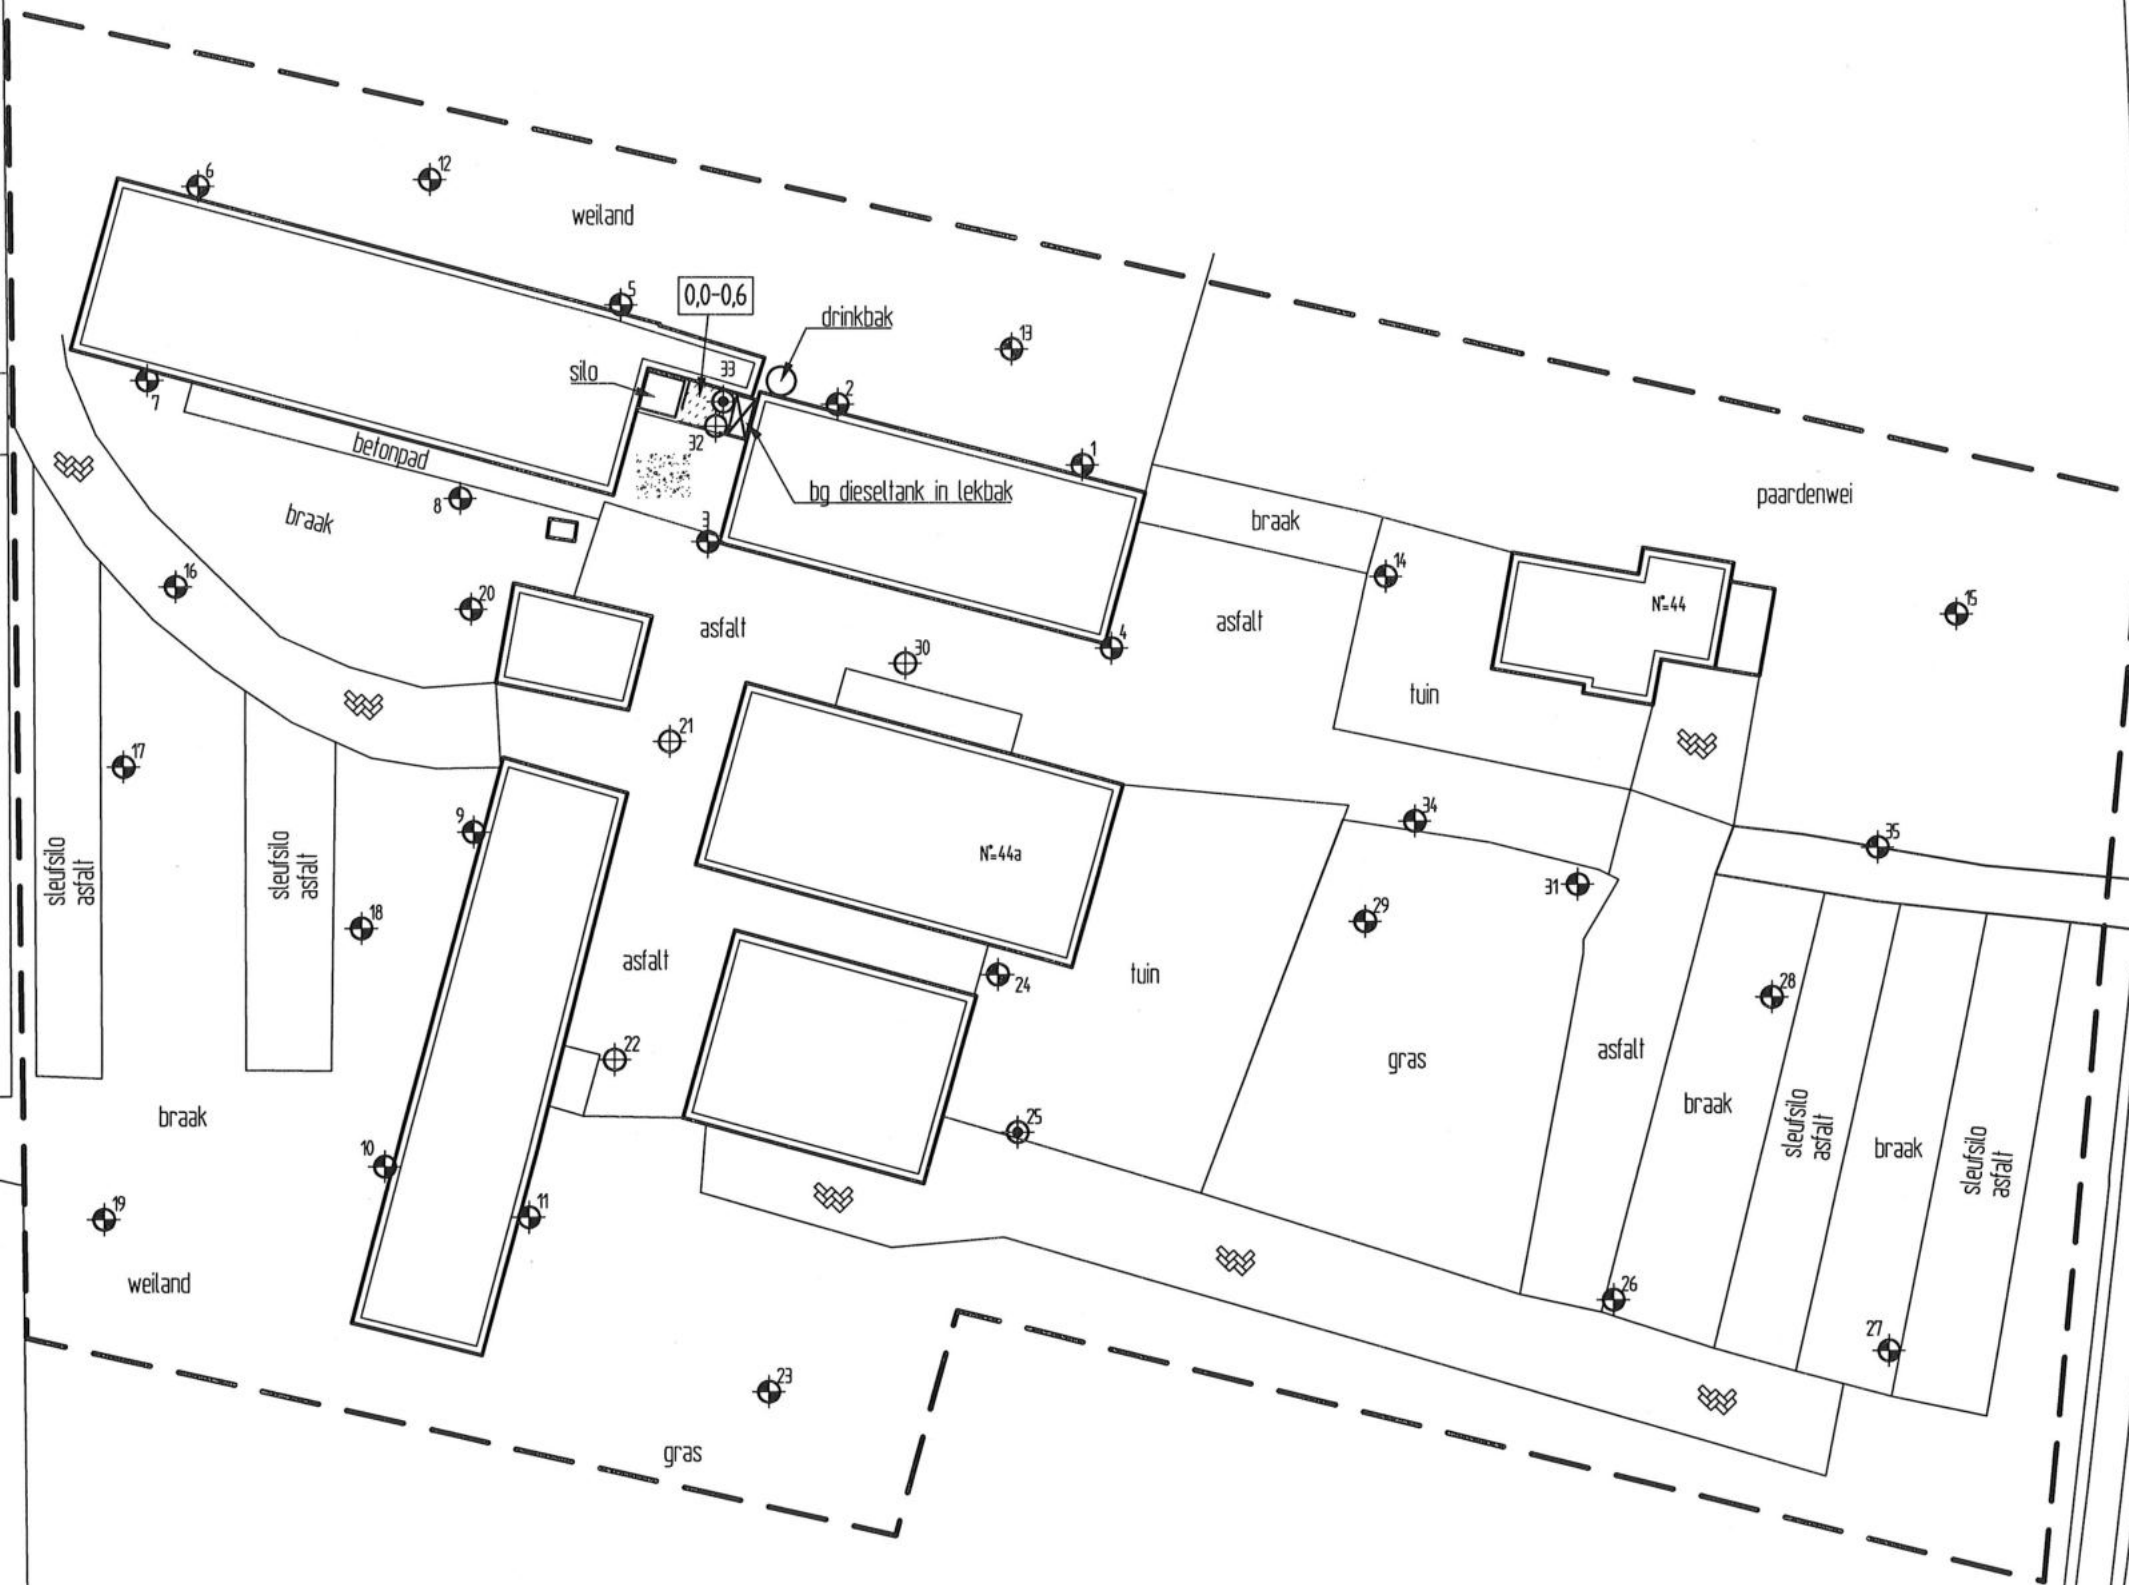 6
12
weiland
5
0,0-0,6
drinkbak
13
silo
33
2
7
32
1
betonpad
bg dieseltank in lekbak
paardenwei
8
braak
3
braak
14
16
20
asfalt
asfalt
4
N°=44
15
30
tuin
21
17
9
34
35
sleufsilo
asfalt
sleufsilo
asfalt
N°=44a
31
29
18
asfalt
24
tuin
28
22
gras
asfalt
braak
25
braak
sleufsilo
asfalt
braak
sleufsilo
asfalt
10
19
11
weiland
26
27
23
gras